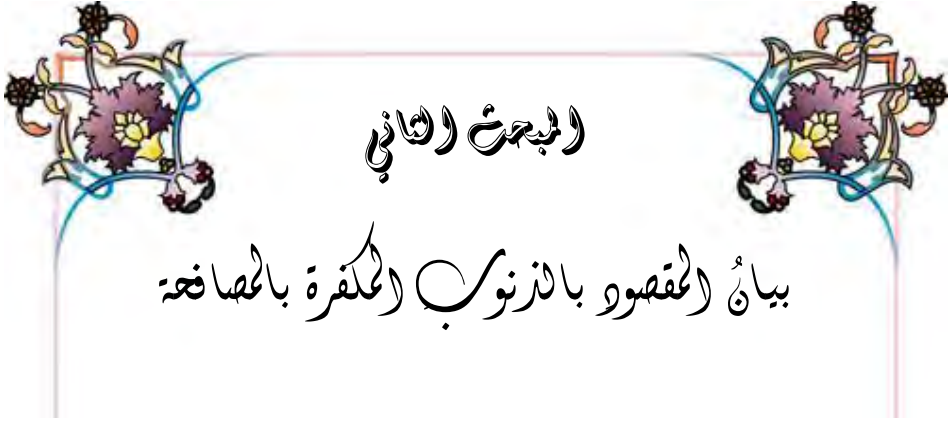 المبحث الثاني
بيانُ المقصودِ بالذنوبِ المكفرة بالمصافحة